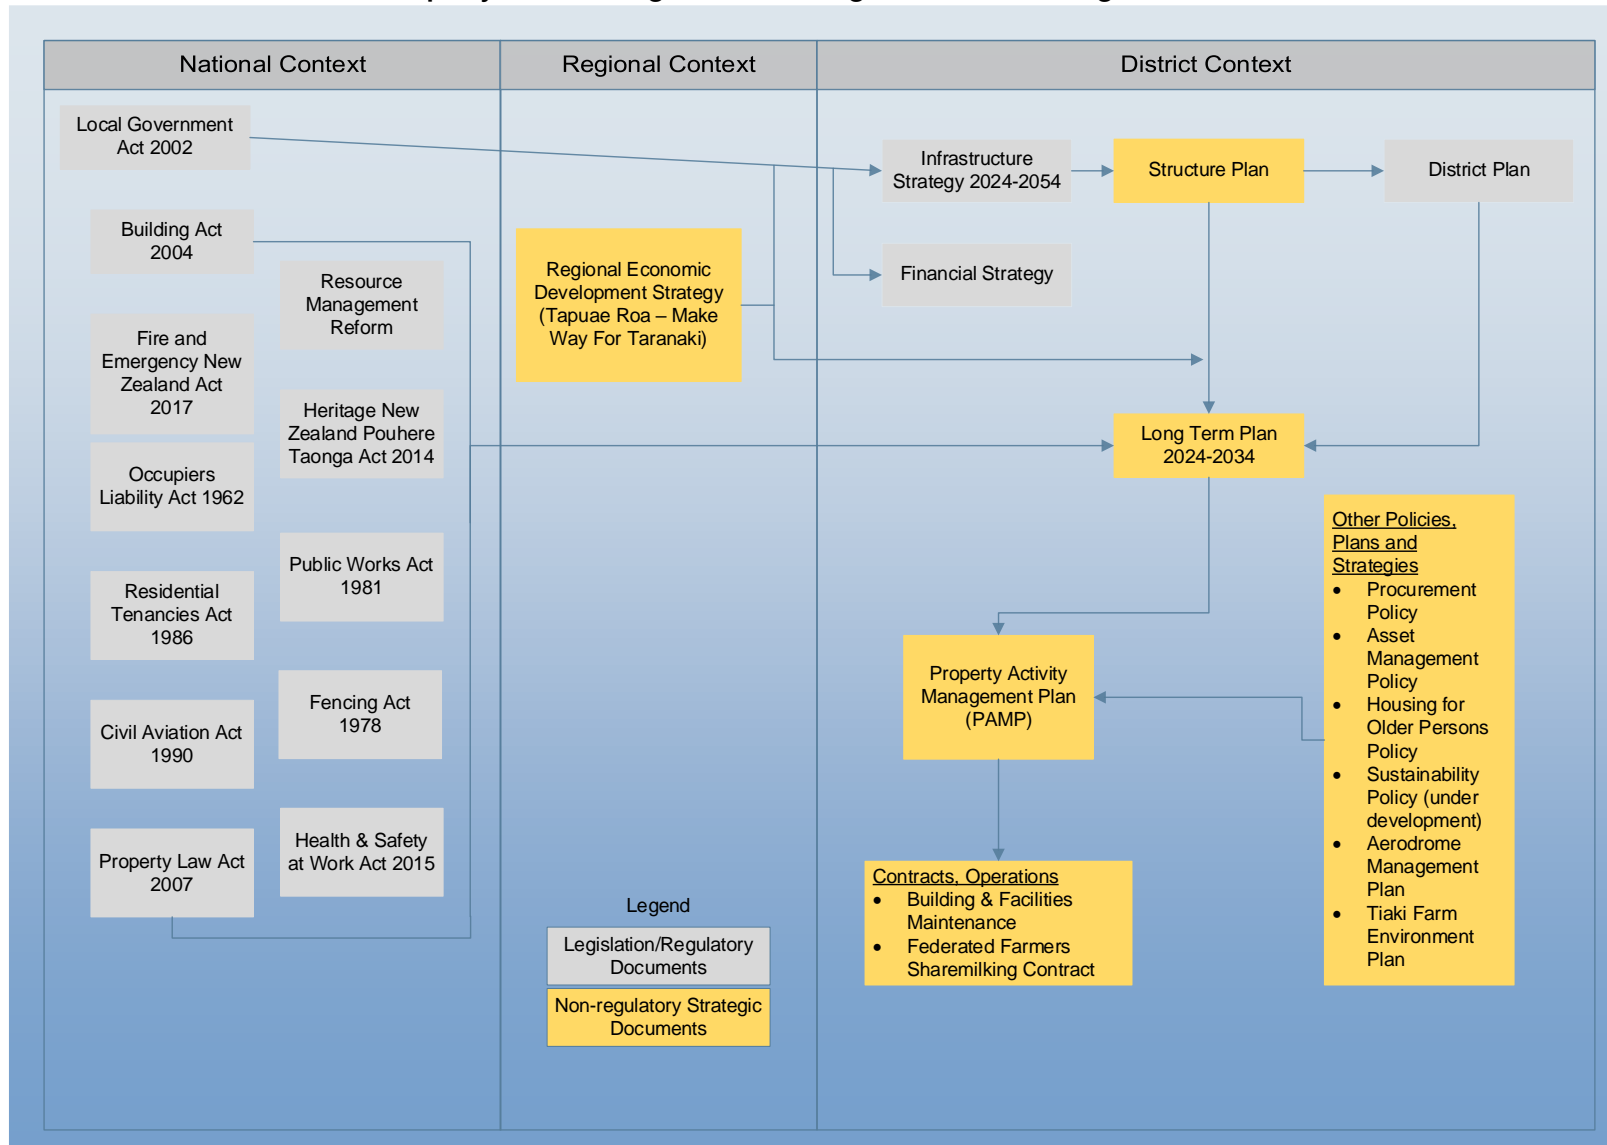 National Context
Regional Context
District Context
Local Government
Act 2002
Building Act
2004
Resource
Management
Reform
Fire and
Emergency New
Zealand Act
2017
Heritage New
Zealand Pouhere
Taonga Act 2014
Occupiers
Liability Act 1962
Public Works Act
1981
Residential
Tenancies Act
1986
Fencing Act
1978
Civil Aviation Act
1990
Health & Safety
at Work Act 2015
Property Law Act
2007
Regional Economic
Development Strategy
(Tapuae Roa – Make
Way For Taranaki)
Legend
Legislation/Regulatory
Documents
Non-regulatory Strategic
Documents
Infrastructure
Strategy 2024-2054
Structure Plan
District Plan
Financial Strategy
Long Term Plan
2024-2034
Property Activity
Management Plan
(PAMP)
Contracts, Operations
• Building & Facilities
Maintenance
• Federated Farmers
Sharemilking Contract
Other Policies,
Plans and
Strategies
• Procurement
Policy
• Asset
Management
Policy
• Housing for
Older Persons
Policy
• Sustainability
Policy (under
development)
• Aerodrome
Management
Plan
• Tiaki Farm
Environment
Plan